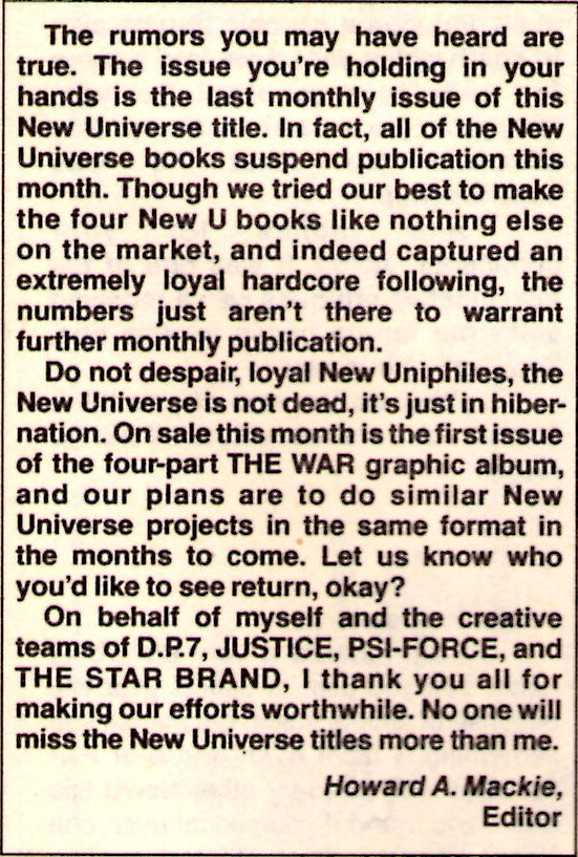 The rumors you may have heard are
true. The issue you're holding in your
hands is the last monthly issue of this
New Universe title. In fact, all of the New
Universe books suspend publication this
month. Though we tried our best to make
the four New U books like nothing else
on the market, and indeed captured an
extremely loyal hardcore following, the
numbers just aren't there to warrant
further monthly publication.
Do not despair, loyal New Uniphiles, the
New Universe is not dead, it's just in hiber-
nation. On sale this month is the first issue
of the four-part THE WAR graphic album,
and our plans are to do similar New
Universe projects in the same format in
the months to come. Let us know who
you'd like to see return, okay?
On behalf of myself and the creative
teams of D.P.7, JUSTICE, PSI-FORCE, and
THE STAR BRAND, I thank you all for
making our efforts worthwhile. No one will
miss the New Universe titles more than me.
Howard A. Mackie,
Editor